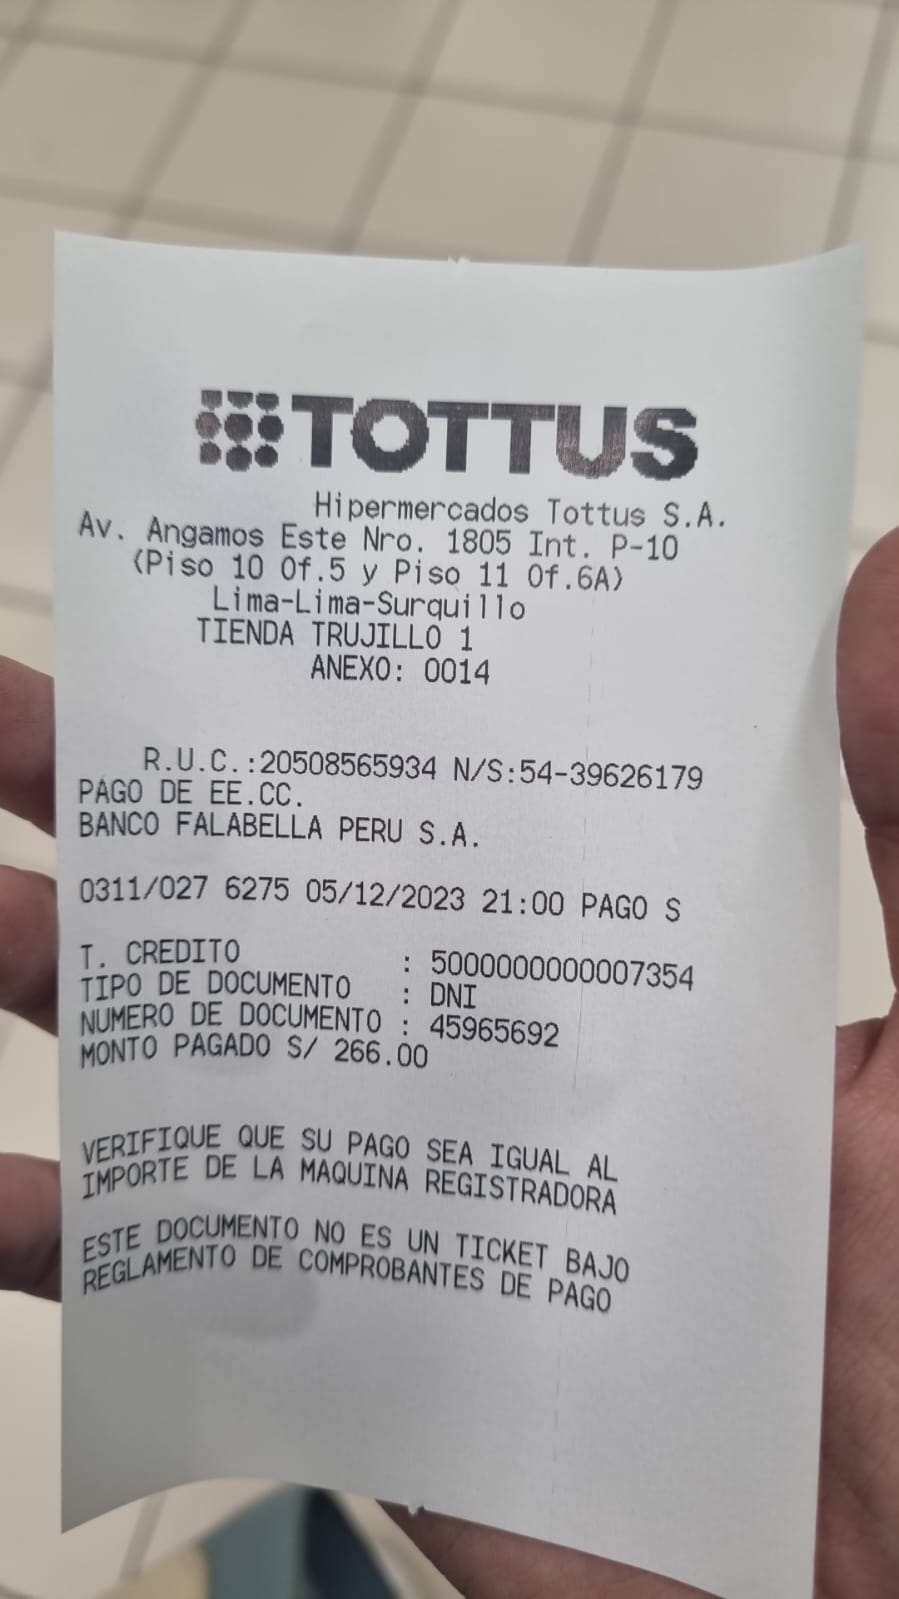 TOTTUS
Hipermercados Tottus S.A.
Av. Angamos Este Nro. 1805 Int. P-10
(Piso 10 Of.5 y Piso 11 Of.6A)
Lima-Lima-Surquillo
TIENDA TRUJILLO 1
ANEXO: 0014
R.U.C.:20508565934 N/S:54-39626179
PAGO DE EE.CC.
BANCO FALABELLA PERU S.A.
0311/027 6275 05/12/2023 21:00 PAGO S
T. CREDITO : 5000000000007354
TIPO DE DOCUMENTO : DNI
NUMERO DE DOCUMENTO : 45965692
MONTO PAGADO S/ 266.00
VERIFIQUE QUE SU PAGO SEA IGUAL AL
IMPORTE DE LA MAQUINA REGISTRADORA
ESTE DOCUMENTO NO ES UN TICKET BAJO
REGLAMENTO DE COMPROBANTES DE PAGO